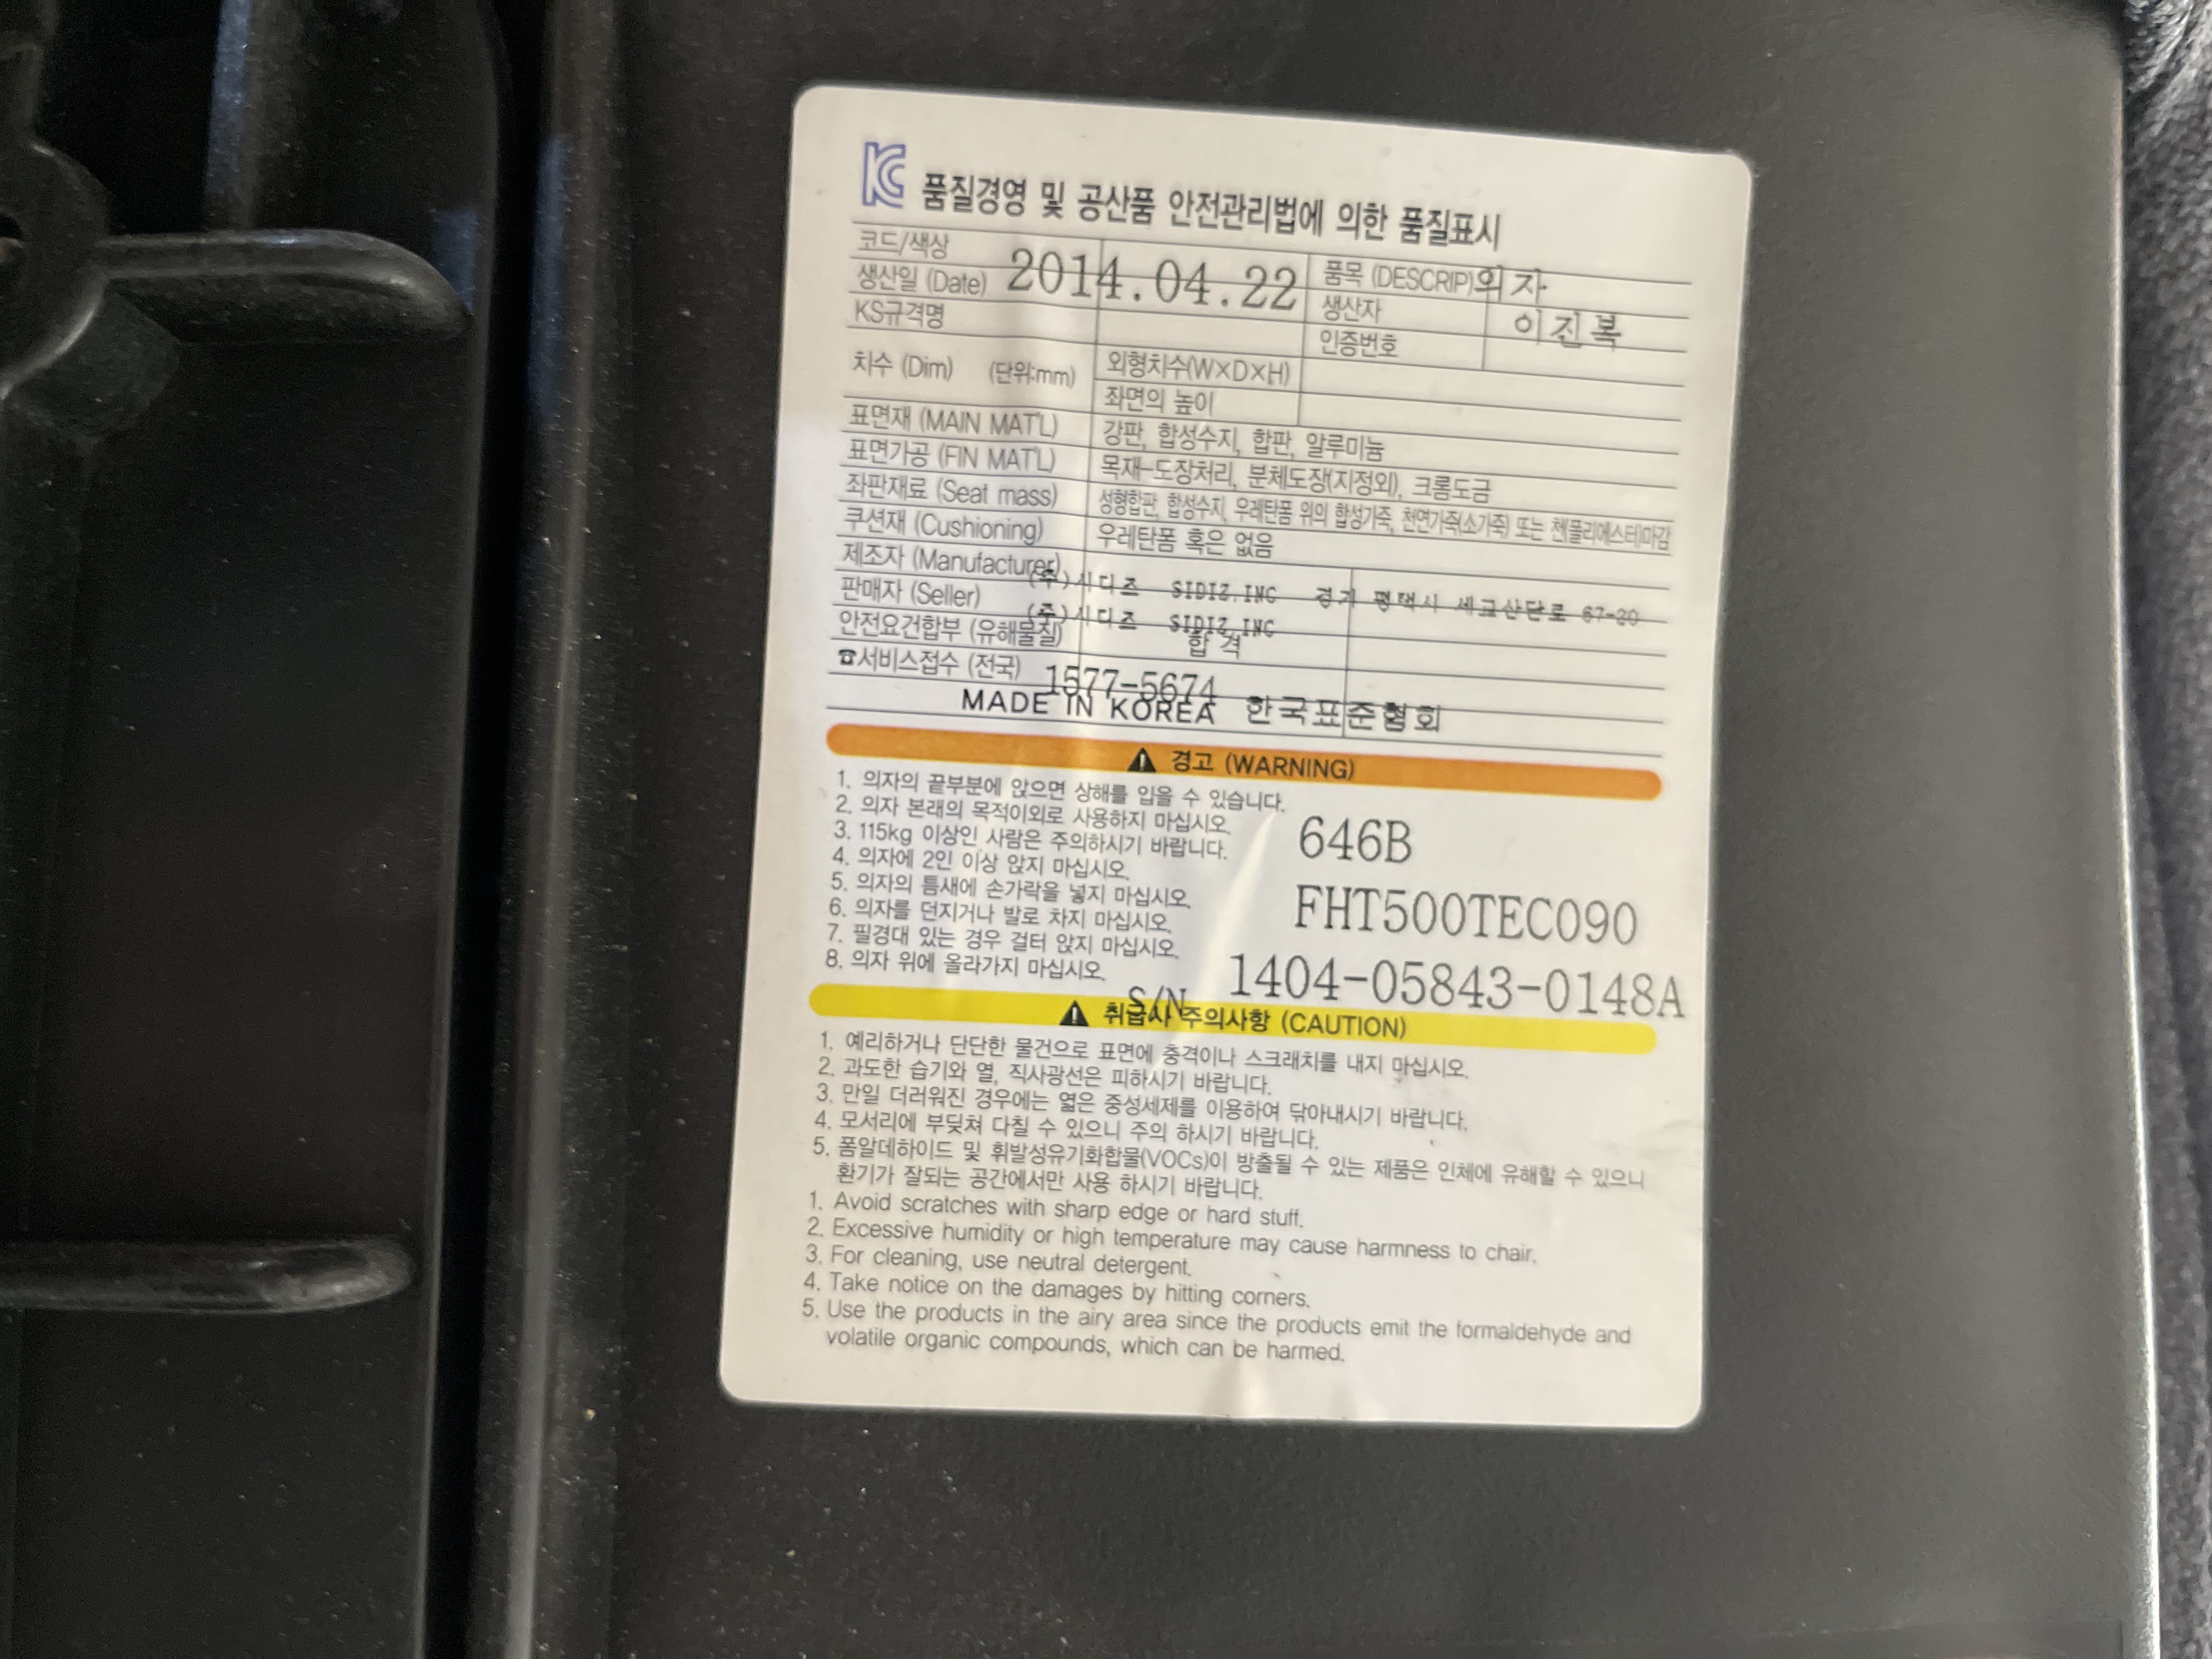 KC 품질경영 및 공산품 안전관리법에 의한 품질표시
코드/색상 품목 (DESCRIP) 의자
생산일 (Date) 2014.04.22 생산자 이진복
KS규격명 인증번호
치수 (Dim) (단위:mm) 외형치수(W×D×H)
좌면의 높이
표면재 (MAIN MAT'L) 강판, 합성수지, 합판, 알루미늄
표면가공 (FIN MAT'L) 목재-도장처리, 분체도장(지정외), 크롬도금
좌판재료 (Seat mass) 성형합판, 합성수지, 우레탄폼 위의 합성가죽, 천연가죽(소가죽) 또는 천(폴리에스터)마감
쿠션재 (Cushioning) 우레탄폼 혹은 없음
제조자 (Manufacturer) (주)시디즈 SIDIZ.INC 경기 평택시 세교산단로 67-20
판매자 (Seller) (주)시디즈 SIDIZ.INC
안전요건합부 (유해물질) 합격
☎서비스접수 (전국) 1577-5674
MADE IN KOREA 한국표준협회
경고 (WARNING)
1. 의자의 끝부분에 앉으면 상해를 입을 수 있습니다.
2. 의자 본래의 목적이외로 사용하지 마십시오.
3. 115kg 이상인 사람은 주의하시기 바랍니다.
4. 의자에 2인 이상 앉지 마십시오.
5. 의자의 틈새에 손가락을 넣지 마십시오.
6. 의자를 던지거나 발로 차지 마십시오.
7. 필경대 있는 경우 걸터 앉지 마십시오.
8. 의자 위에 올라가지 마십시오.
646B
FHT500TEC090
S/N 1404-05843-0148A
취급시 주의사항 (CAUTION)
1. 예리하거나 단단한 물건으로 표면에 충격이나 스크래치를 내지 마십시오.
2. 과도한 습기와 열, 직사광선은 피하시기 바랍니다.
3. 만일 더러워진 경우에는 엷은 중성세제를 이용하여 닦아내시기 바랍니다.
4. 모서리에 부딪쳐 다칠 수 있으니 주의 하시기 바랍니다.
5. 폼알데하이드 및 휘발성유기화합물(VOCs)이 방출될 수 있는 제품은 인체에 유해할 수 있으니
환기가 잘되는 공간에서만 사용 하시기 바랍니다.
1. Avoid scratches with sharp edge or hard stuff.
2. Excessive humidity or high temperature may cause harmness to chair.
3. For cleaning, use neutral detergent.
4. Take notice on the damages by hitting corners.
5. Use the products in the airy area since the products emit the formaldehyde and
volatile organic compounds, which can be harmed.